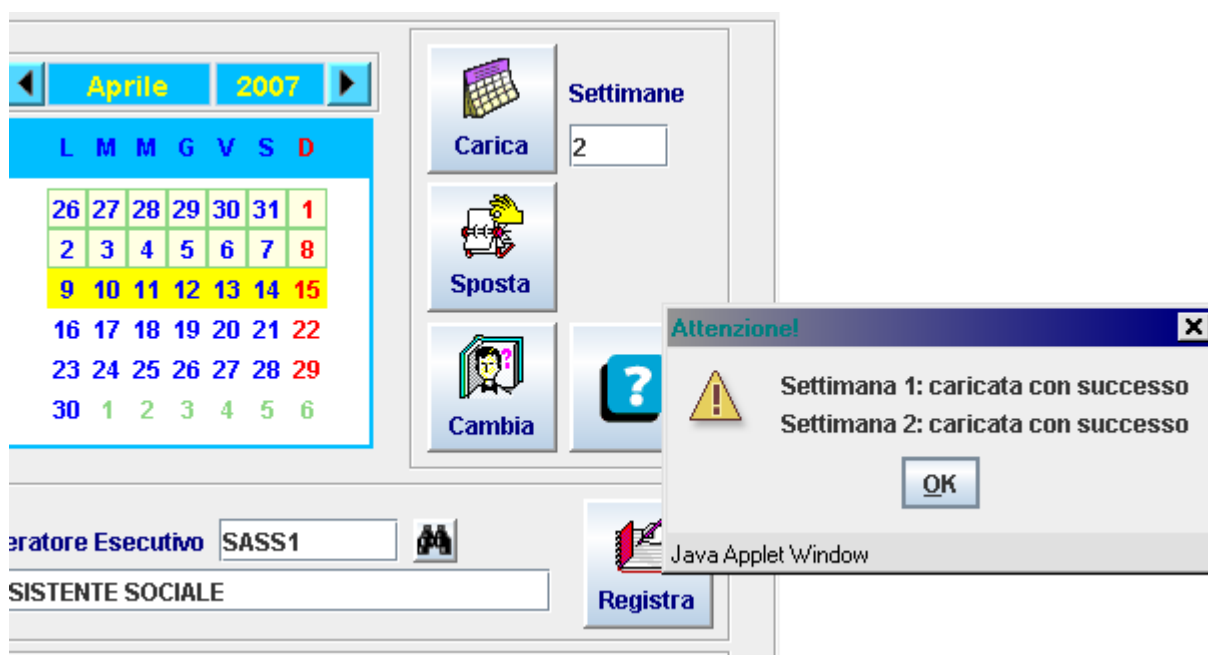 Aprile 2007
L M M G V S D
26 27 28 29 30 31 1
2 3 4 5 6 7 8
9 10 11 12 13 14 15
16 17 18 19 20 21 22
23 24 25 26 27 28 29
30 1 2 3 4 5 6
Carica
Settimane
2
Sposta
Cambia
?
Attenzione!
Settimana 1: caricata con successo
Settimana 2: caricata con successo
OK
Java Applet Window
eratore Esecutivo SASS1
SISTENTE SOCIALE
Registra